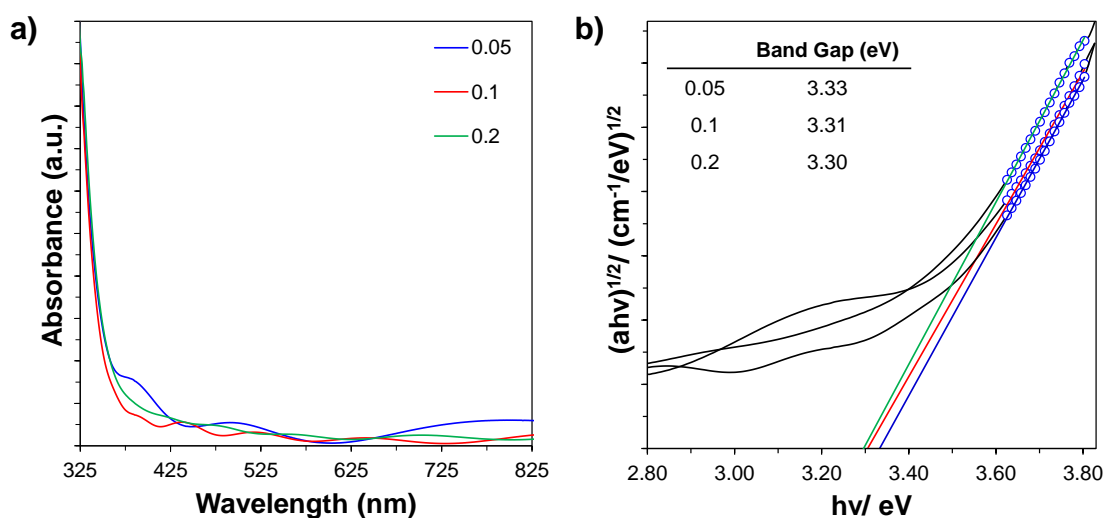 a)
0.05
0.1
0.2
Absorbance (a.u.)
325 425 525 625 725 825
Wavelength (nm)
b)
Band Gap (eV)
0.05 3.33
0.1 3.31
0.2 3.30
(ahv)1/2/ (cm-1/eV)1/2
2.80 3.00 3.20 3.40 3.60 3.80
hv/ eV